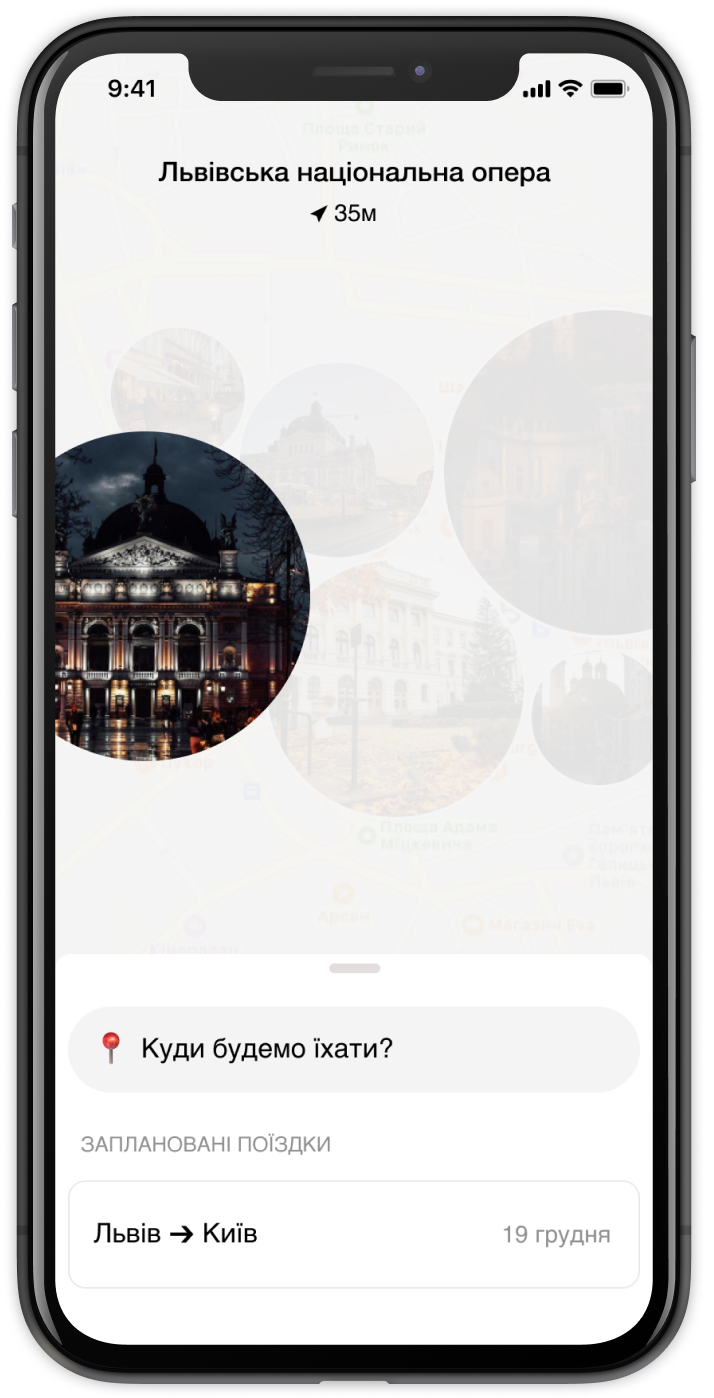 9:41
Площа Старий
Ринок
Львівська національна опера
35м
Площа Адама
Міцкевича
Арсен
Магазин Eva
Куди будемо їхати?
ЗАПЛАНОВАНІ ПОЇЗДКИ
Львів → Київ
19 грудня